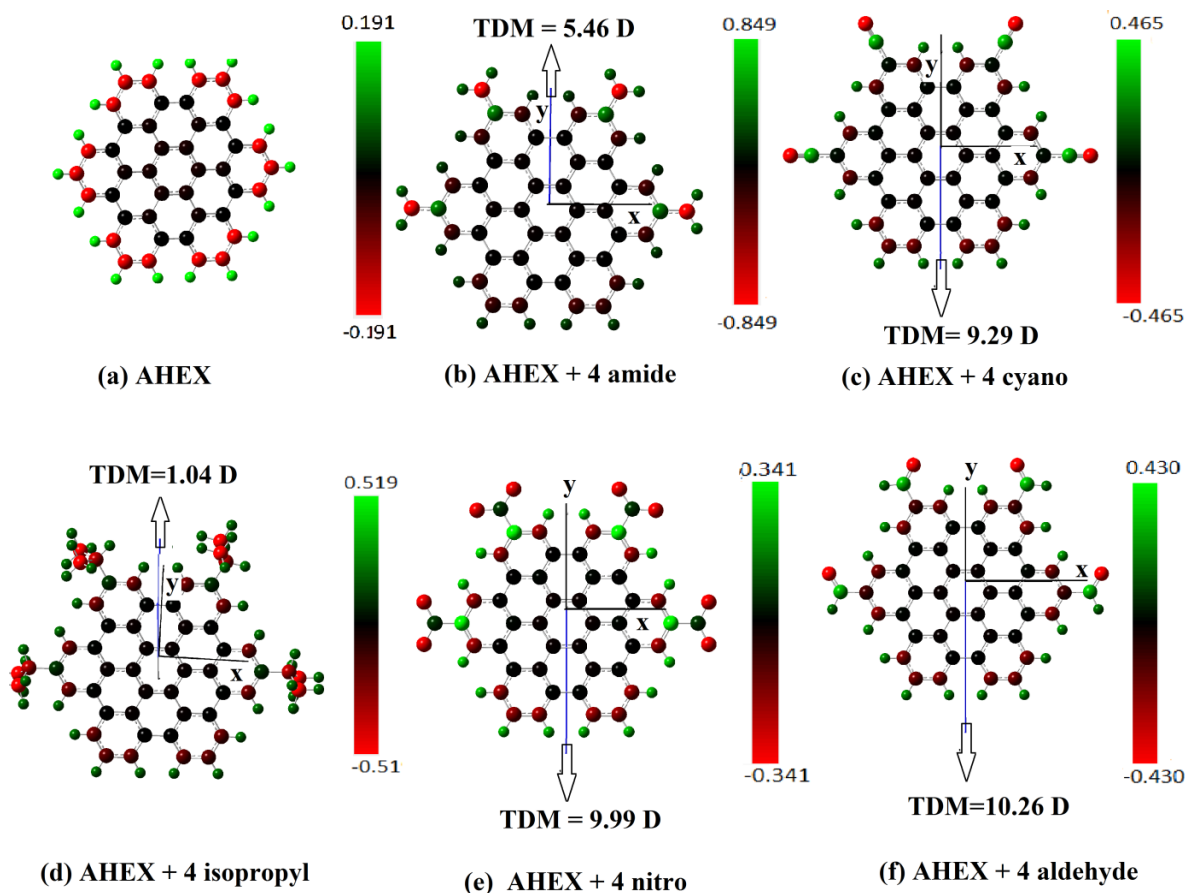 0.191
-0.191
(a) AHEX
TDM = 5.46 D
y
x
0.849
-0.849
(b) AHEX + 4 amide
y
x
0.465
-0.465
TDM = 9.29 D
(c) AHEX + 4 cyano
TDM=1.04 D
y
x
0.519
-0.51
(d) AHEX + 4 isopropyl
y
x
0.341
-0.341
TDM = 9.99 D
(e) AHEX + 4 nitro
y
x
0.430
-0.430
TDM=10.26 D
(f) AHEX + 4 aldehyde